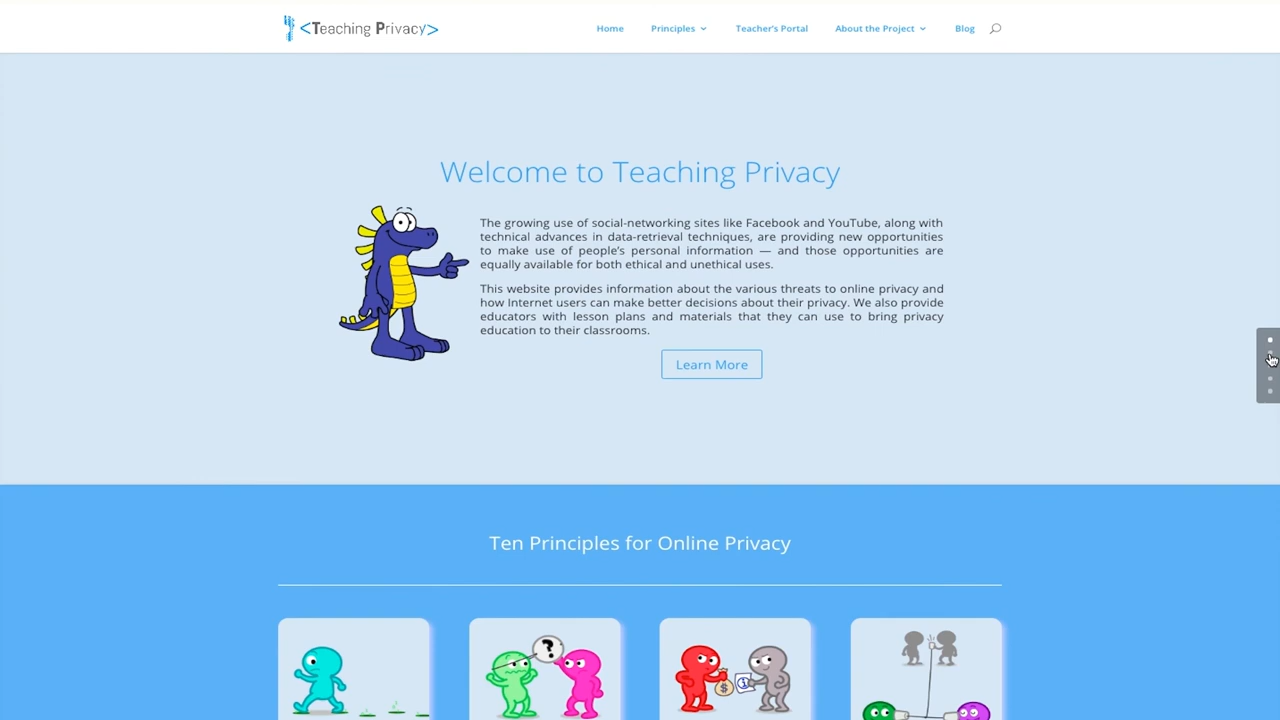 <Teaching Privacy>
Home Principles Teacher's Portal About the Project Blog
Welcome to Teaching Privacy
The growing use of social-networking sites like Facebook and YouTube, along with
technical advances in data-retrieval techniques, are providing new opportunities
to make use of people's personal information — and those opportunities are
equally available for both ethical and unethical uses.
This website provides information about the various threats to online privacy and
how Internet users can make better decisions about their privacy. We also provide
educators with lesson plans and materials that they can use to bring privacy
education to their classrooms.
Learn More
Ten Principles for Online Privacy
?
$